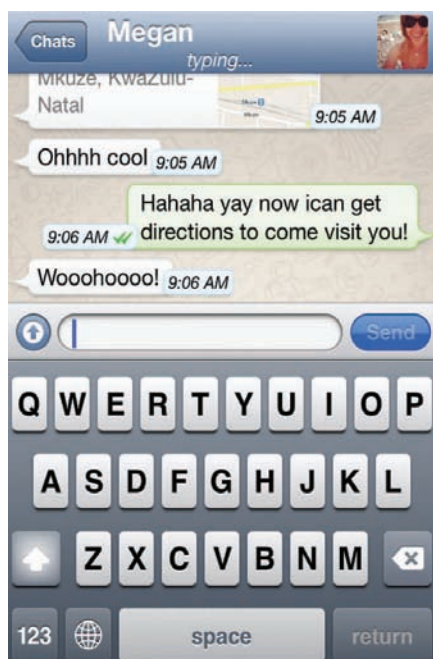 Chats
Megan
typing...
Mkuze, KwaZulu-
Natal
9:05 AM
Ohhhh cool 9:05 AM
Hahaha yay now ican get
directions to come visit you!
9:06 AM
Wooohoooo! 9:06 AM
Send
Q W E R T Y U I O P
A S D F G H J K L
Z X C V B N M
123 space return